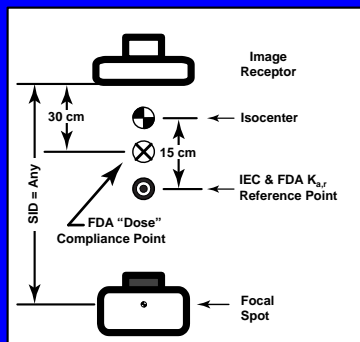 Image
Receptor
30 cm
Isocenter
15 cm
SID = Any
IEC & FDA Ka,r
Reference Point
FDA “Dose”
Compliance Point
Focal
Spot